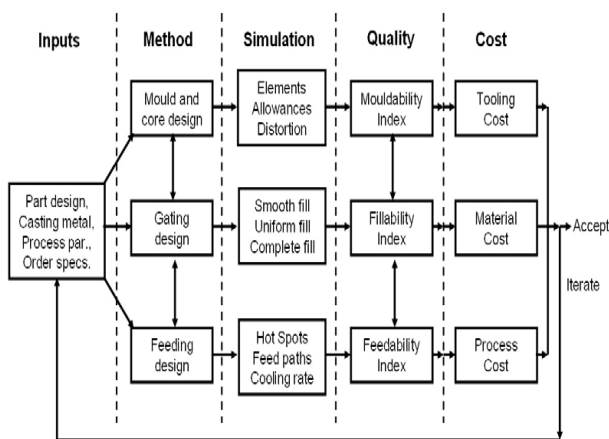 Inputs
Method
Simulation
Quality
Cost
Part design,
Casting metal,
Process par.,
Order specs.
Mould and
core design
Elements
Allowances
Distortion
Mouldability
Index
Tooling
Cost
Gating
design
Smooth fill
Uniform fill
Complete fill
Fillability
Index
Material
Cost
Accept
Iterate
Feeding
design
Hot Spots
Feed paths
Cooling rate
Feedability
Index
Process
Cost